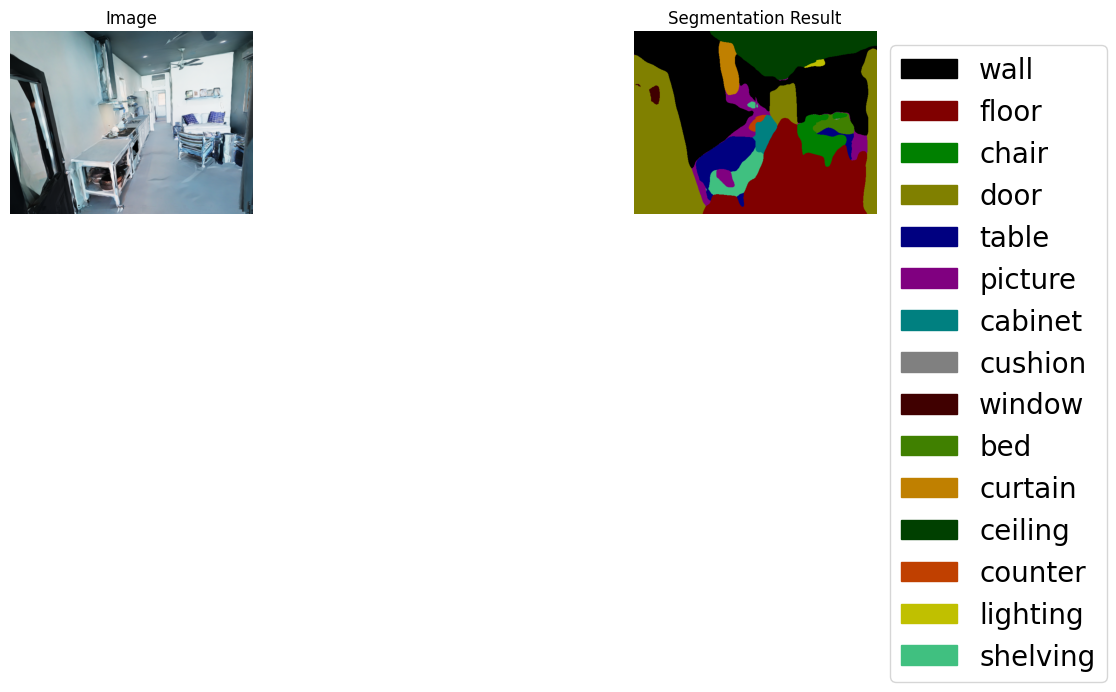 Image
Segmentation Result
wall
floor
chair
door
table
picture
cabinet
cushion
window
bed
curtain
ceiling
counter
lighting
shelving